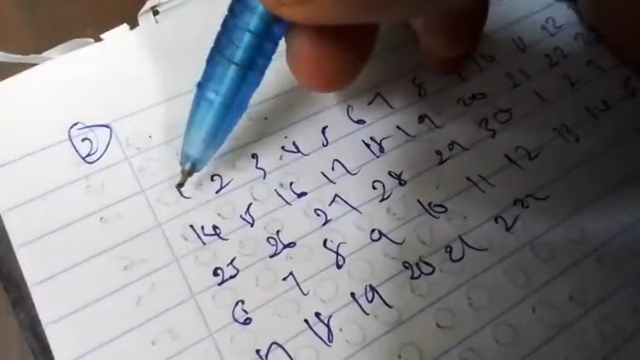 2
1 2 3 4 5 6 7 8 9 10 11 12
14 15 16 17 18 19 20 21 22
25 26 27 28 29 30 1 2 3
6 7 8 9 10 11 12 13 14
17 18 19 20 21 22